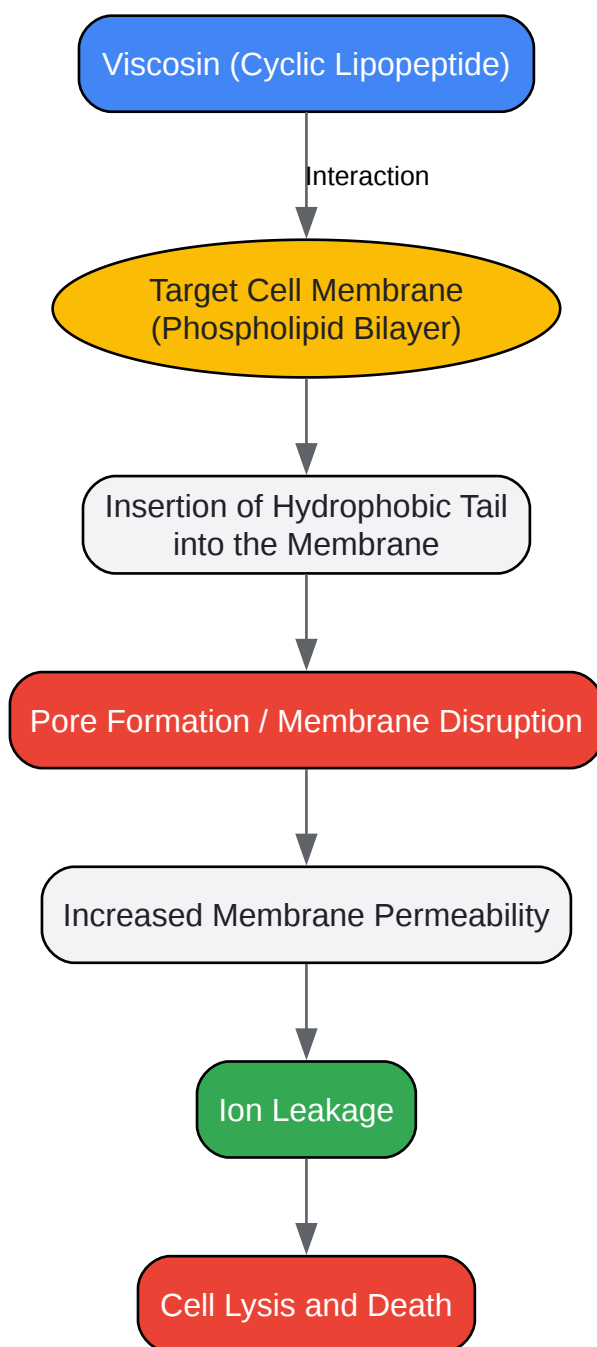 Viscosin (Cyclic Lipopeptide)
Interaction
Target Cell Membrane
(Phospholipid Bilayer)
Insertion of Hydrophobic Tail
into the Membrane
Pore Formation / Membrane Disruption
Increased Membrane Permeability
Ion Leakage
Cell Lysis and Death